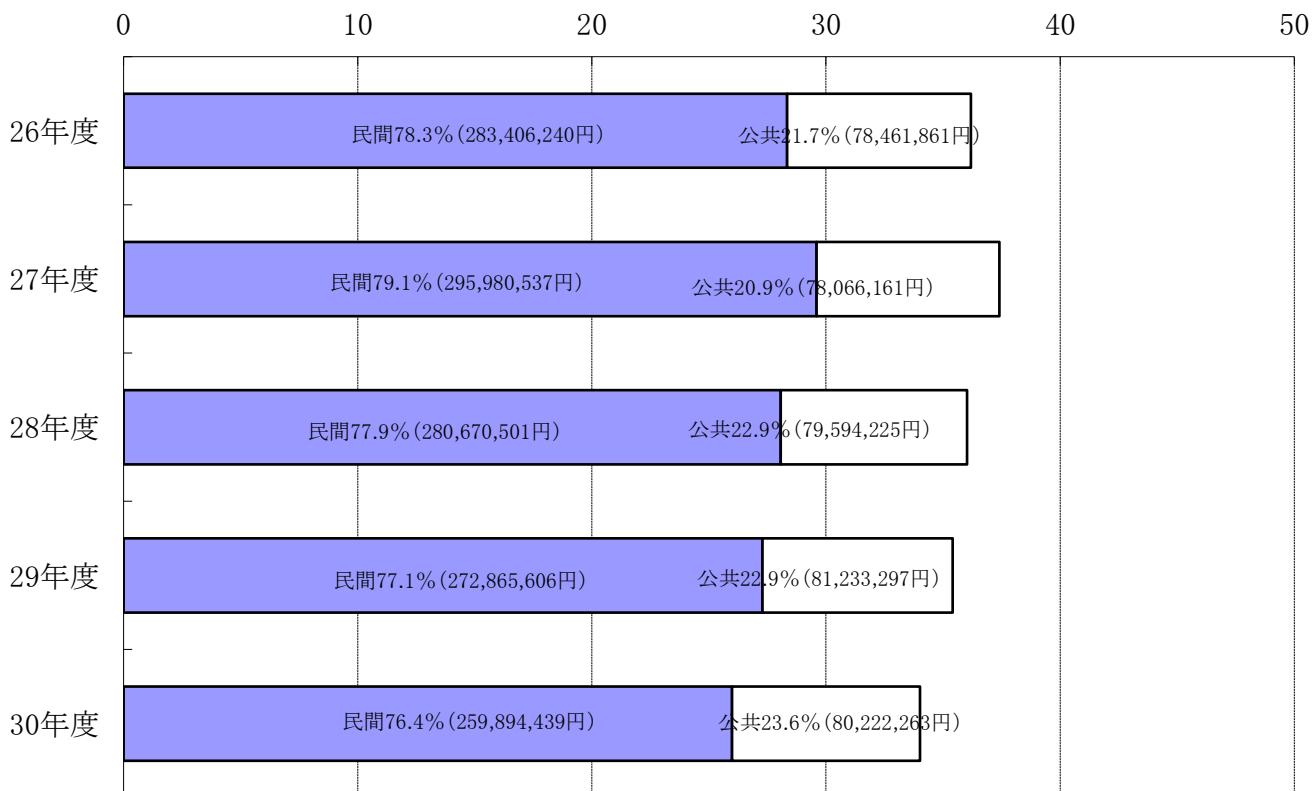 0 10 20 30 40 50
26年度 民間78.3％(283,406,240円) 公共21.7％(78,461,861円)
27年度 民間79.1％(295,980,537円) 公共20.9％(78,066,161円)
28年度 民間77.9％(280,670,501円) 公共22.9％(79,594,225円)
29年度 民間77.1％(272,865,606円) 公共22.9％(81,233,297円)
30年度 民間76.4％(259,894,439円) 公共23.6％(80,222,263円)